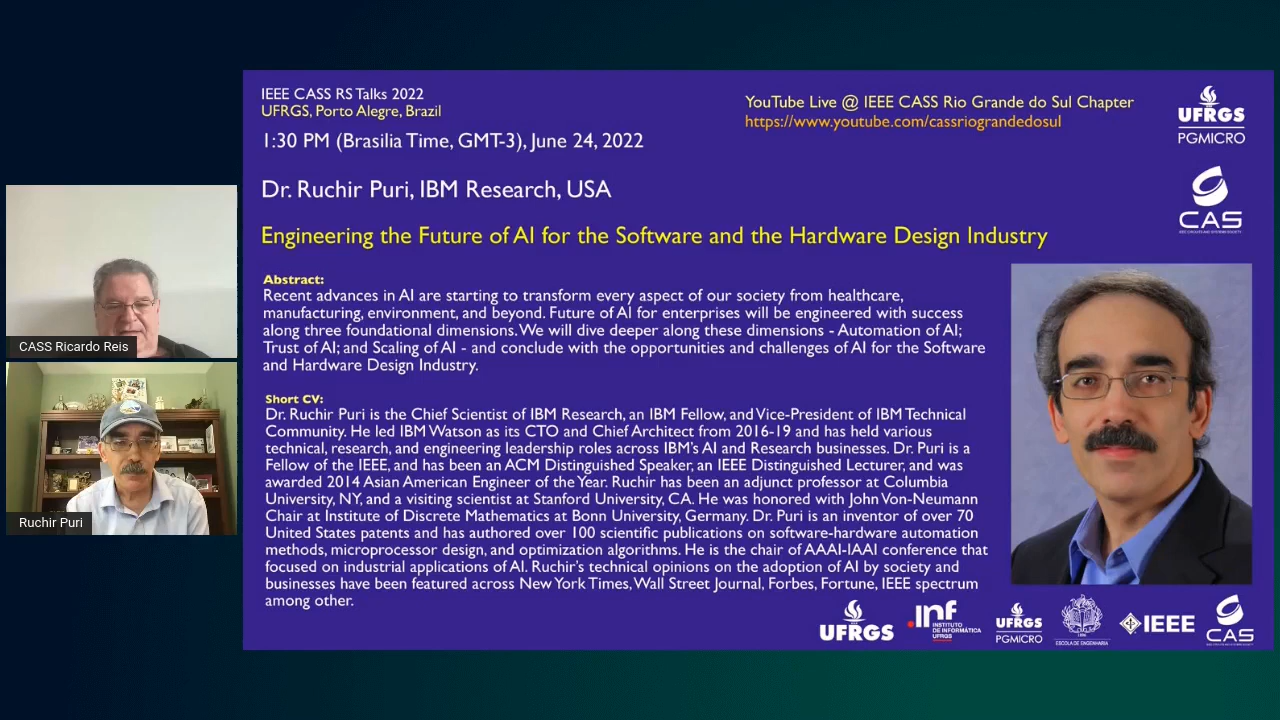 IEEE CASS RS Talks 2022
UFRGS, Porto Alegre, Brazil
1:30 PM (Brasilia Time, GMT-3), June 24, 2022
YouTube Live @ IEEE CASS Rio Grande do Sul Chapter
https://www.youtube.com/cassriograndedosul
UFRGS
PGMICRO
CAS
Dr. Ruchir Puri, IBM Research, USA
Engineering the Future of AI for the Software and the Hardware Design Industry
Abstract:
Recent advances in AI are starting to transform every aspect of our society from healthcare,
manufacturing, environment, and beyond. Future of AI for enterprises will be engineered with success
along three foundational dimensions. We will dive deeper along these dimensions - Automation of AI;
Trust of AI; and Scaling of AI - and conclude with the opportunities and challenges of AI for the Software
and Hardware Design Industry.
Short CV:
Dr. Ruchir Puri is the Chief Scientist of IBM Research, an IBM Fellow, and Vice-President of IBM Technical
Community. He led IBM Watson as its CTO and Chief Architect from 2016-19 and has held various
technical, research, and engineering leadership roles across IBM's AI and Research businesses. Dr. Puri is a
Fellow of the IEEE, and has been an ACM Distinguished Speaker, an IEEE Distinguished Lecturer, and was
awarded 2014 Asian American Engineer of the Year. Ruchir has been an adjunct professor at Columbia
University, NY, and a visiting scientist at Stanford University, CA. He was honored with John Von-Neumann
Chair at Institute of Discrete Mathematics at Bonn University, Germany. Dr. Puri is an inventor of over 70
United States patents and has authored over 100 scientific publications on software-hardware automation
methods, microprocessor design, and optimization algorithms. He is the chair of AAAI-IAAI conference that
focused on industrial applications of AI. Ruchir's technical opinions on the adoption of AI by society and
businesses have been featured across New York Times, Wall Street Journal, Forbes, Fortune, IEEE spectrum
among other.
UFRGS
.inf
INSTITUTO
DE INFORMÁTICA
UFRGS
UFRGS
PGMICRO
ESCOLA DE ENGENHARIA
IEEE
CAS
CASS Ricardo Reis
Ruchir Puri